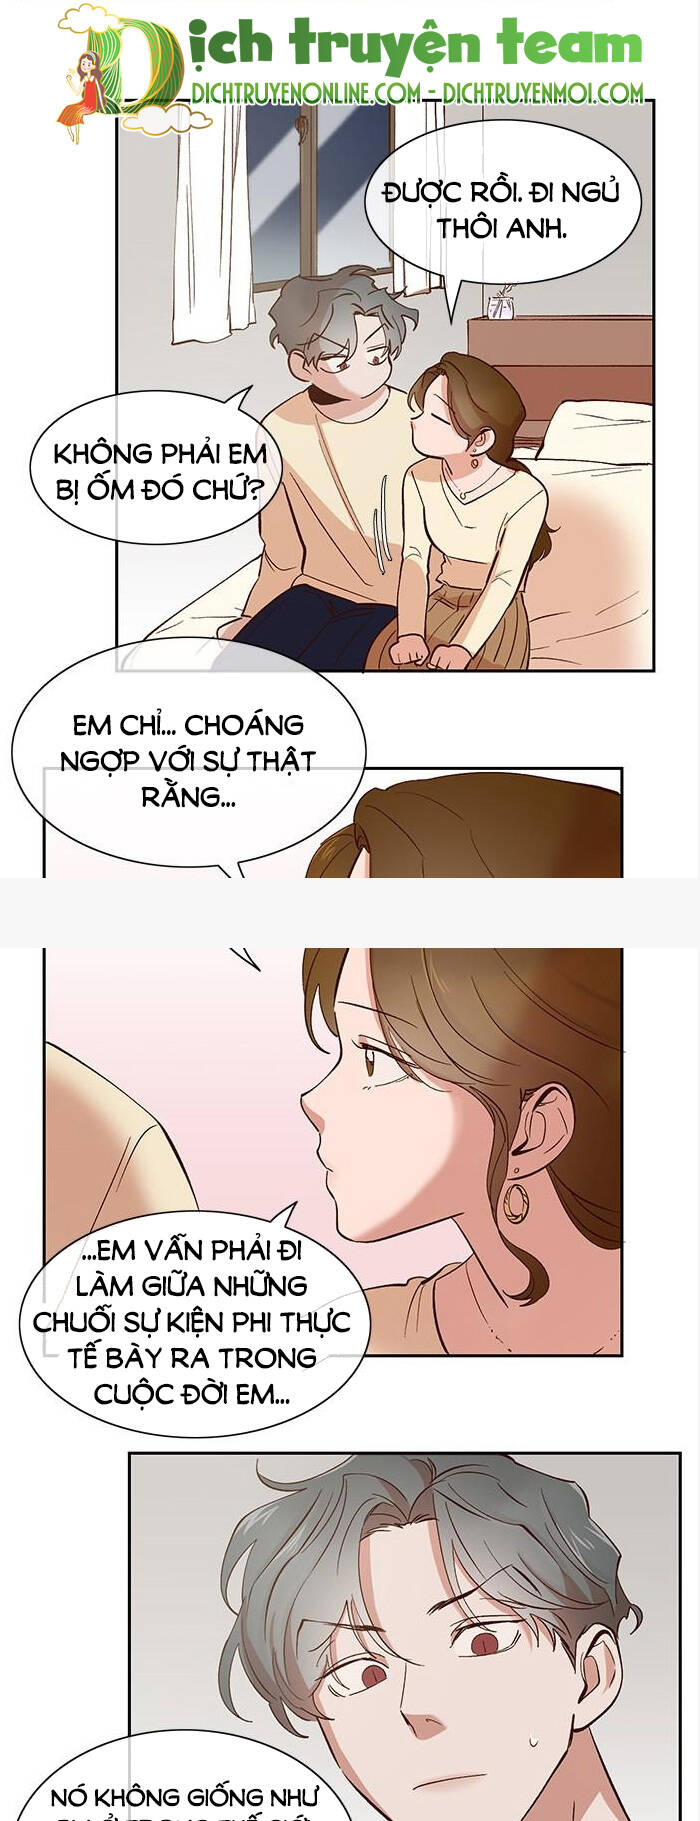 Dịch truyện team
DICHTRUYENONLINE.COM - DICHTRUYENMOI.COM
ĐƯỢC RỒI. ĐI NGỦ
THÔI ANH.
KHÔNG PHẢI EM
BỊ ỐM ĐÓ CHỨ?
EM CHỈ... CHOÁNG
NGỢP VỚI SỰ THẬT
RẰNG...
...EM VẪN PHẢI ĐI
LÀM GIỮA NHỮNG
CHUỖI SỰ KIỆN PHI THỰC
TẾ BÀY RA TRONG
CUỘC ĐỜI EM...
NÓ KHÔNG GIỐNG NHƯ